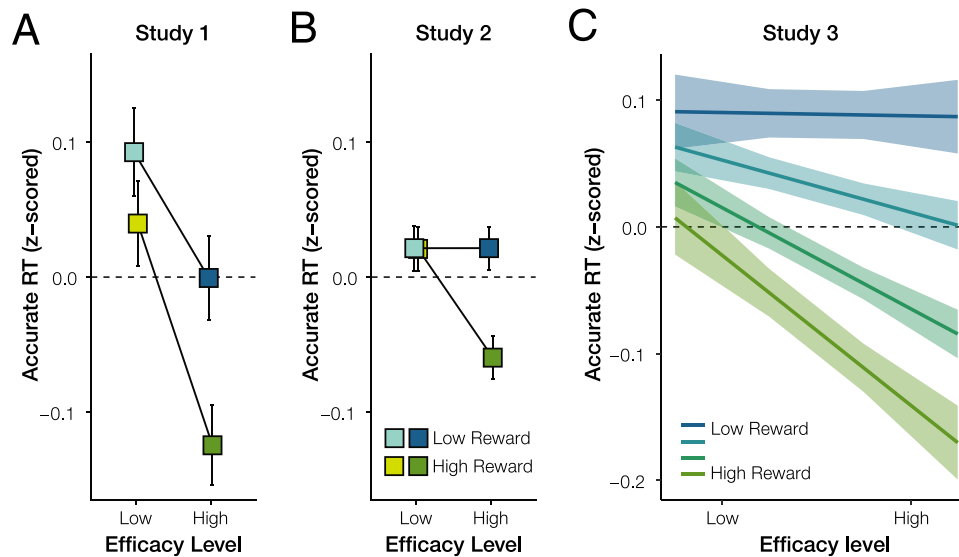 A
Study 1
Accurate RT (z-scored)
0.1
0.0
−0.1
Low
High
Efficacy Level
B
Study 2
Accurate RT (z-scored)
0.1
0.0
−0.1
Low Reward
High Reward
Low
High
Efficacy Level
C
Study 3
Accurate RT (z-scored)
0.1
0.0
−0.1
−0.2
Low Reward
High Reward
Low
High
Efficacy level